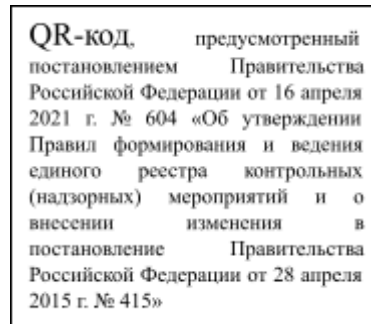 QR-код, предусмотренный
постановлением Правительства
Российской Федерации от 16 апреля
2021 г. № 604 «Об утверждении
Правил формирования и ведения
единого реестра контрольных
(надзорных) мероприятий и о
внесении изменения в
постановление Правительства
Российской Федерации от 28 апреля
2015 г. № 415»